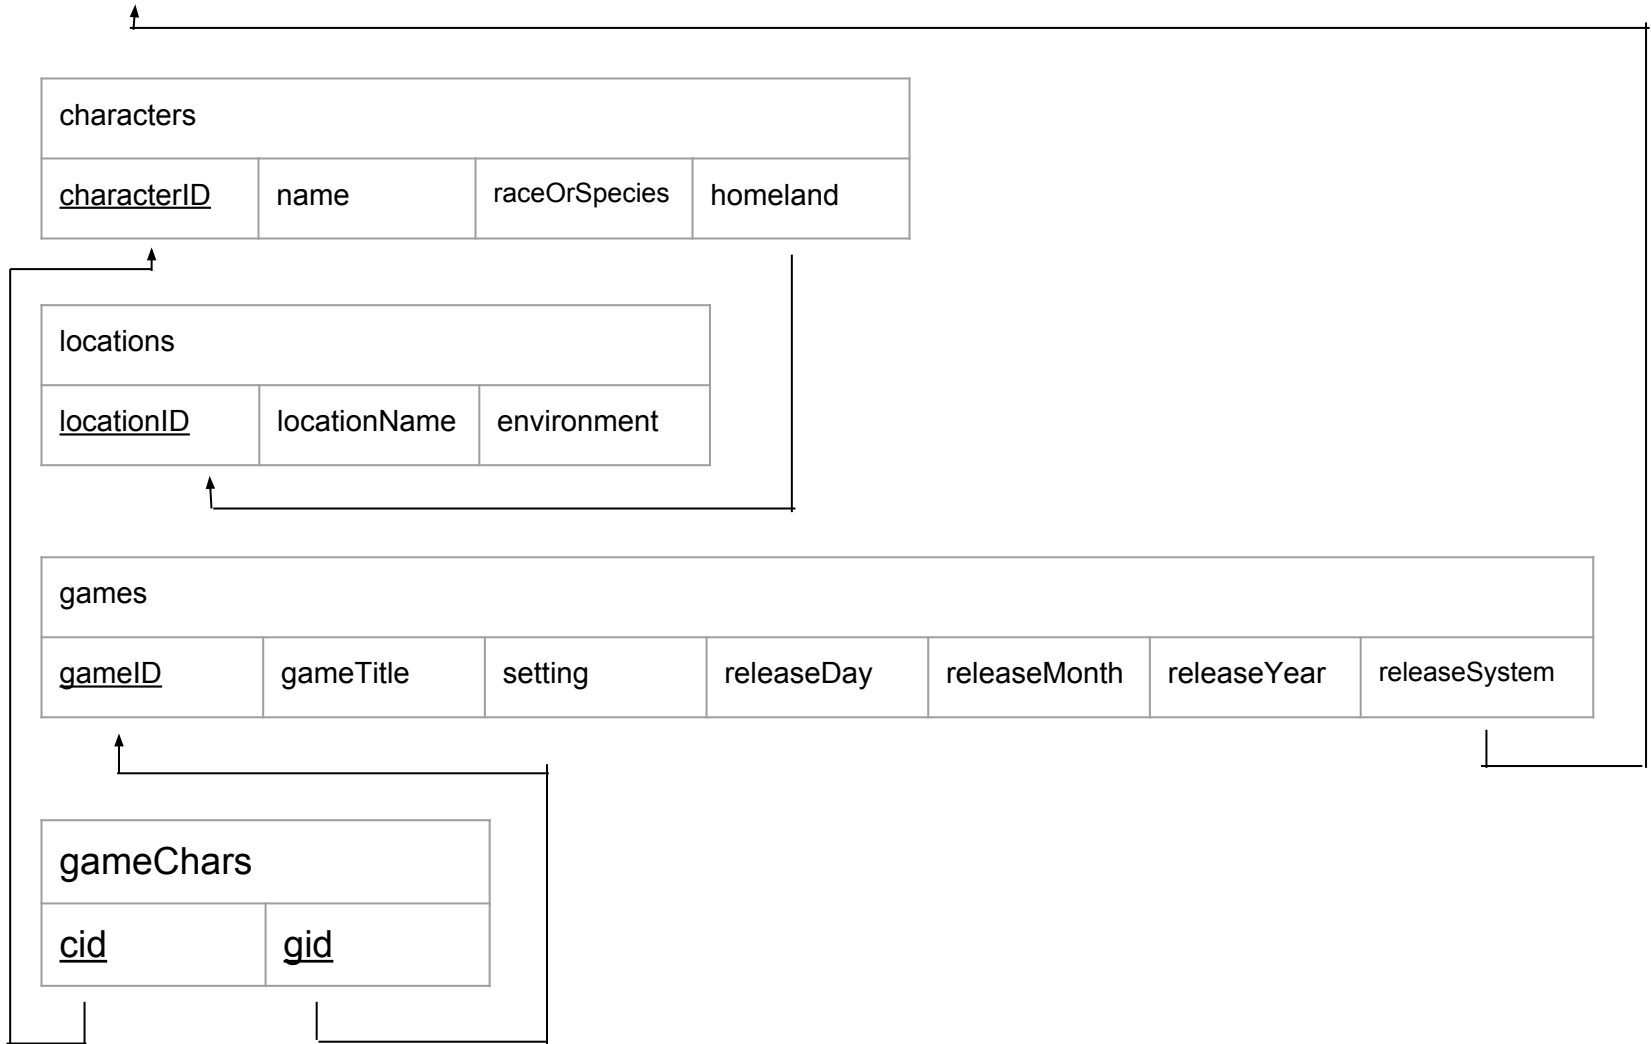 characters
characterID name raceOrSpecies homeland
locations
locationID locationName environment
games
gameID gameTitle setting releaseDay releaseMonth releaseYear releaseSystem
gameChars
cid gid